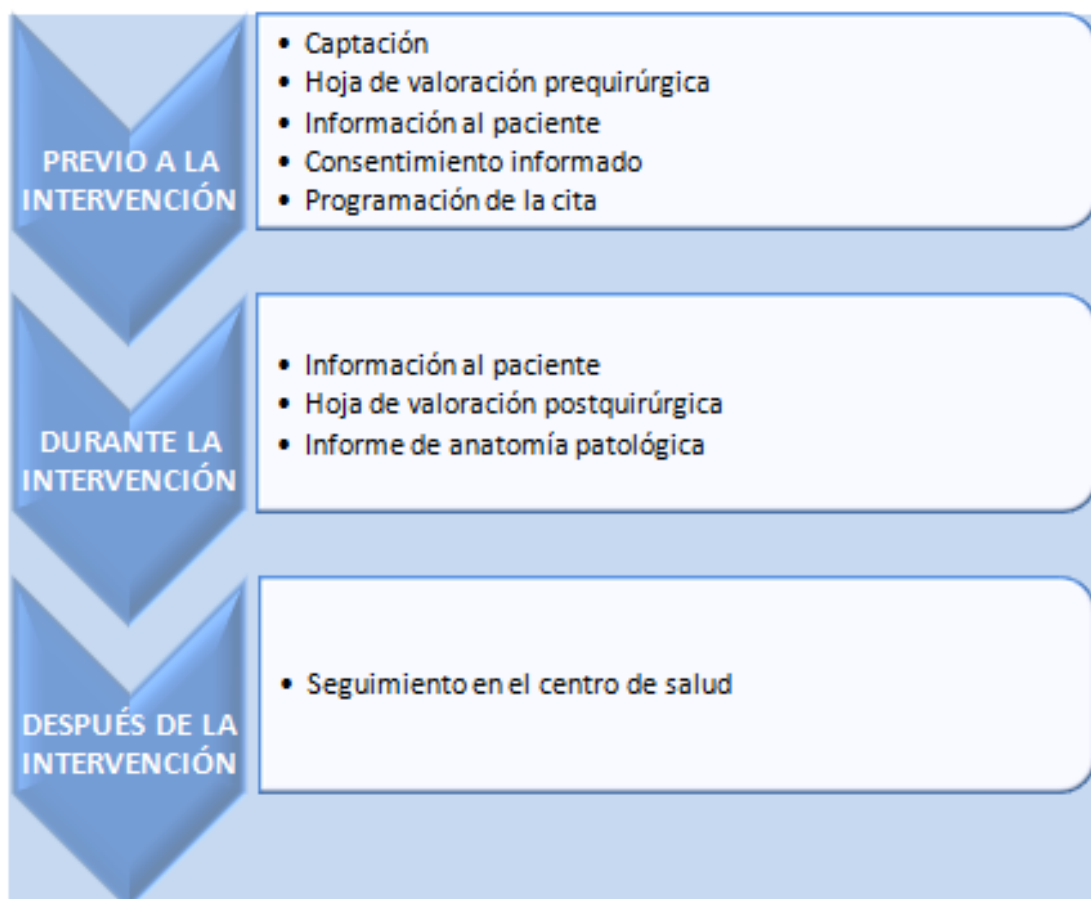 PREVIO A LA
INTERVENCIÓN
• Captación
• Hoja de valoración prequirúrgica
• Información al paciente
• Consentimiento informado
• Programación de la cita
DURANTE LA
INTERVENCIÓN
• Información al paciente
• Hoja de valoración postquirúrgica
• Informe de anatomía patológica
DESPUÉS DE LA
INTERVENCIÓN
• Seguimiento en el centro de salud